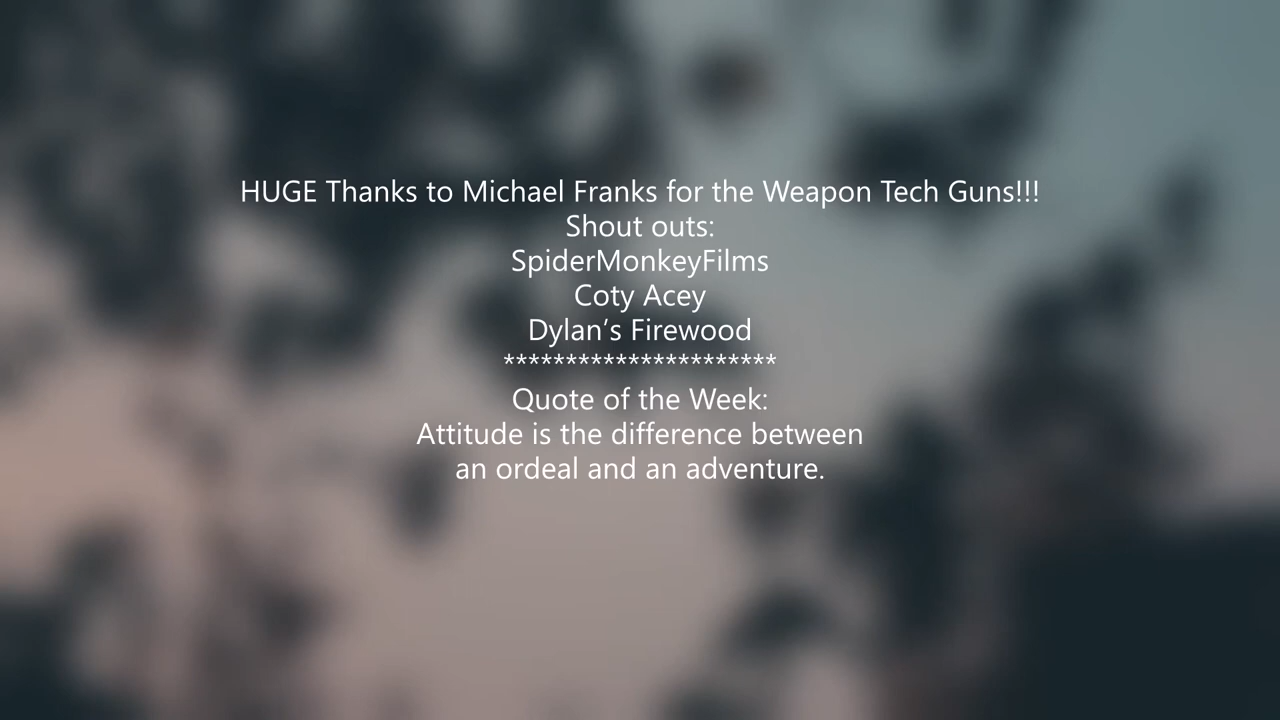 HUGE Thanks to Michael Franks for the Weapon Tech Guns!!!
Shout outs:
SpiderMonkeyFilms
Coty Acey
Dylan’s Firewood
**********************
Quote of the Week:
Attitude is the difference between
an ordeal and an adventure.